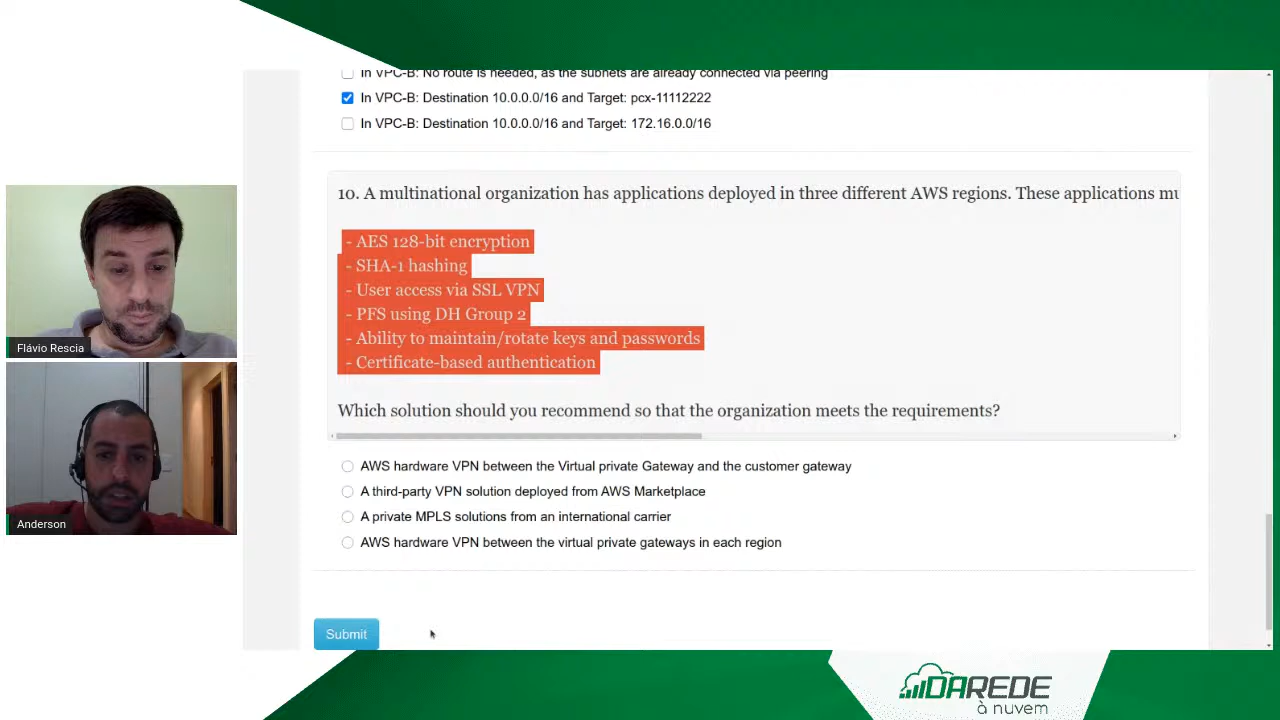 In VPC-B: No route is needed, as the subnets are already connected via peering
In VPC-B: Destination 10.0.0.0/16 and Target: pcx-11112222
In VPC-B: Destination 10.0.0.0/16 and Target: 172.16.0.0/16
10. A multinational organization has applications deployed in three different AWS regions. These applications mu
- AES 128-bit encryption
- SHA-1 hashing
- User access via SSL VPN
- PFS using DH Group 2
- Ability to maintain/rotate keys and passwords
- Certificate-based authentication
Which solution should you recommend so that the organization meets the requirements?
AWS hardware VPN between the Virtual private Gateway and the customer gateway
A third-party VPN solution deployed from AWS Marketplace
A private MPLS solutions from an international carrier
AWS hardware VPN between the virtual private gateways in each region
Submit
Flávio Rescia
Anderson
DAREDE
à nuvem